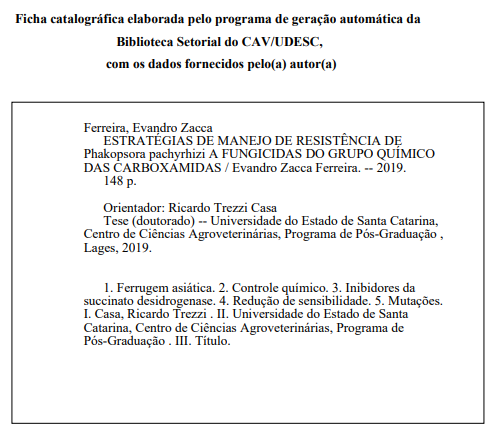 Ficha catalográfica elaborada pelo programa de geração automática da
Biblioteca Setorial do CAV/UDESC,
com os dados fornecidos pelo(a) autor(a)
Ferreira, Evandro Zacca
ESTRATÉGIAS DE MANEJO DE RESISTÊNCIA DE
Phakopsora pachyrhizi A FUNGICIDAS DO GRUPO QUÍMICO
DAS CARBOXAMIDAS / Evandro Zacca Ferreira. -- 2019.
148 p.
Orientador: Ricardo Trezzi Casa
Tese (doutorado) -- Universidade do Estado de Santa Catarina,
Centro de Ciências Agroveterinárias, Programa de Pós-Graduação ,
Lages, 2019.
1. Ferrugem asiática. 2. Controle químico. 3. Inibidores da
succinato desidrogenase. 4. Redução de sensibilidade. 5. Mutações.
I. Casa, Ricardo Trezzi . II. Universidade do Estado de Santa
Catarina, Centro de Ciências Agroveterinárias, Programa de
Pós-Graduação . III. Título.